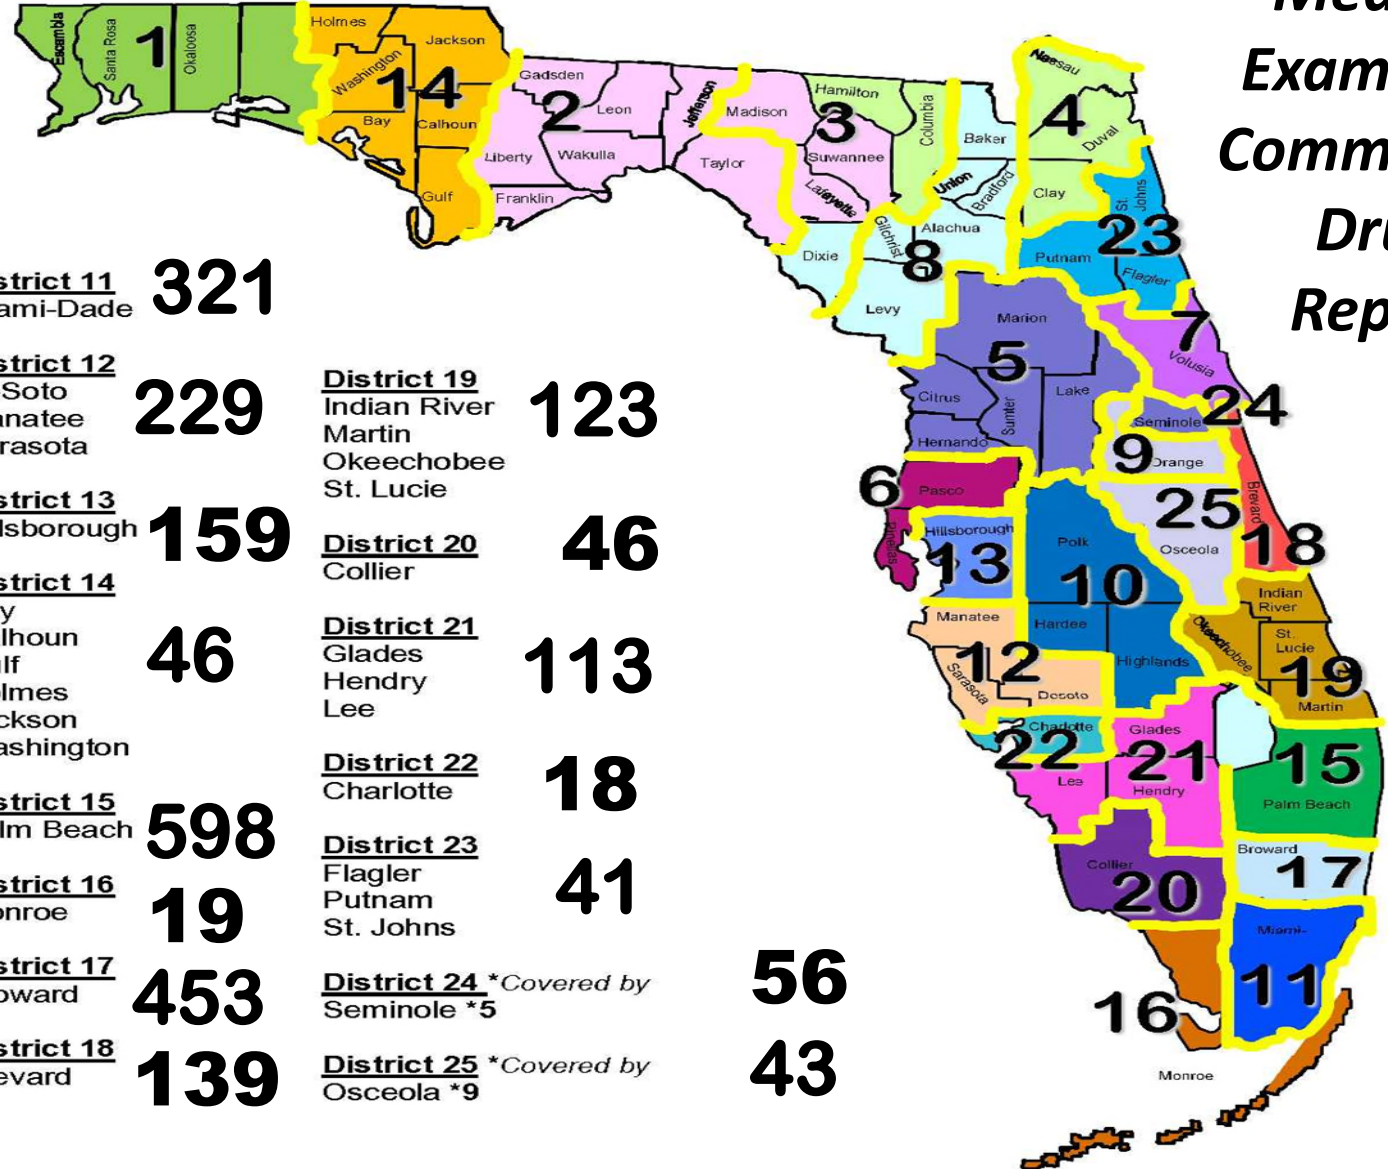 Escambia
Santa Rosa
1
Okaloosa
Holmes
Jackson
Washington
14
Bay
Calhoun
Gulf
Gadsden
2
Leon
Jefferson
Liberty
Wakulla
Franklin
Madison
Taylor
Hamilton
3
Columbia
Suwannee
Lafayette
Baker
Union
Bradford
Nassau
4
Duval
Clay
St. Johns
23
Putnam
Flagler
Gilchrist
Alachua
8
Dixie
Levy
Marion
5
7
Volusia
Citrus
Sumter
Lake
Hernando
24
Seminole
9
Orange
6
Pasco
Pinellas
25
Osceola
Brevard
18
Hillsborough
13
Polk
10
Hardee
Highlands
Manatee
12
Sarasota
Desoto
Indian
River
Okeechobee
St.
Lucie
19
Martin
Charlotte
22
Glades
21
Hendry
Lee
15
Palm Beach
Collier
20
Broward
17
Miami-
11
16
Monroe
Exam
Comm
Dru
Rep
strict 11
ami-Dade
321
strict 12
Soto
anatee
rasota
229
strict 13
lsborough
159
strict 14
y
lhoun
lf
olmes
ckson
ashington
46
strict 15
lm Beach
598
strict 16
onroe
19
strict 17
oward
453
strict 18
evard
139
District 19
Indian River
Martin
Okeechobee
St. Lucie
123
District 20
Collier
46
District 21
Glades
Hendry
Lee
113
District 22
Charlotte
18
District 23
Flagler
Putnam
St. Johns
41
District 24 *Covered by
Seminole *5
56
District 25 *Covered by
Osceola *9
43